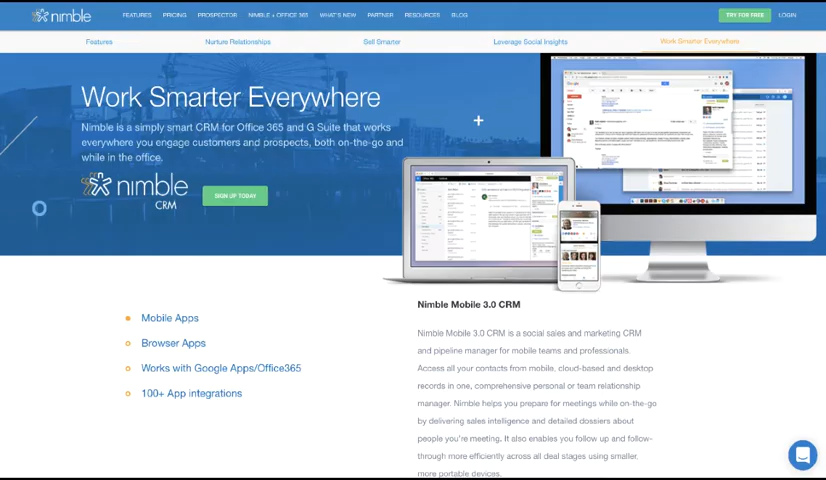 nimble
FEATURES PRICING PROSPECTOR NIMBLE + OFFICE 365 WHAT'S NEW PARTNER RESOURCES BLOG
TRY FOR FREE LOGIN
Features Nurture Relationships Sell Smarter Leverage Social Insights Work Smarter Everywhere
Work Smarter Everywhere
Nimble is a simply smart CRM for Office 365 and G Suite that works
everywhere you engage customers and prospects, both on-the-go and
while in the office.
nimble
CRM
SIGN UP TODAY
Mobile Apps
Browser Apps
Works with Google Apps/Office365
100+ App integrations
Nimble Mobile 3.0 CRM
Nimble Mobile 3.0 CRM is a social sales and marketing CRM
and pipeline manager for mobile teams and professionals.
Access all your contacts from mobile, cloud-based and desktop
records in one, comprehensive personal or team relationship
manager. Nimble helps you prepare for meetings while on-the-go
by delivering sales intelligence and detailed dossiers about
people you're meeting. It also enables you follow up and follow-
through more efficiently across all deal stages using smaller,
more portable devices.